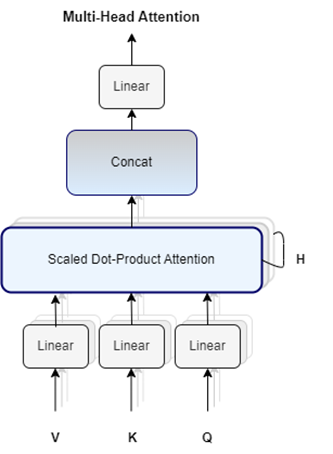 Multi-Head Attention
Linear
Concat
Scaled Dot-Product Attention
H
Linear Linear Linear
V K Q